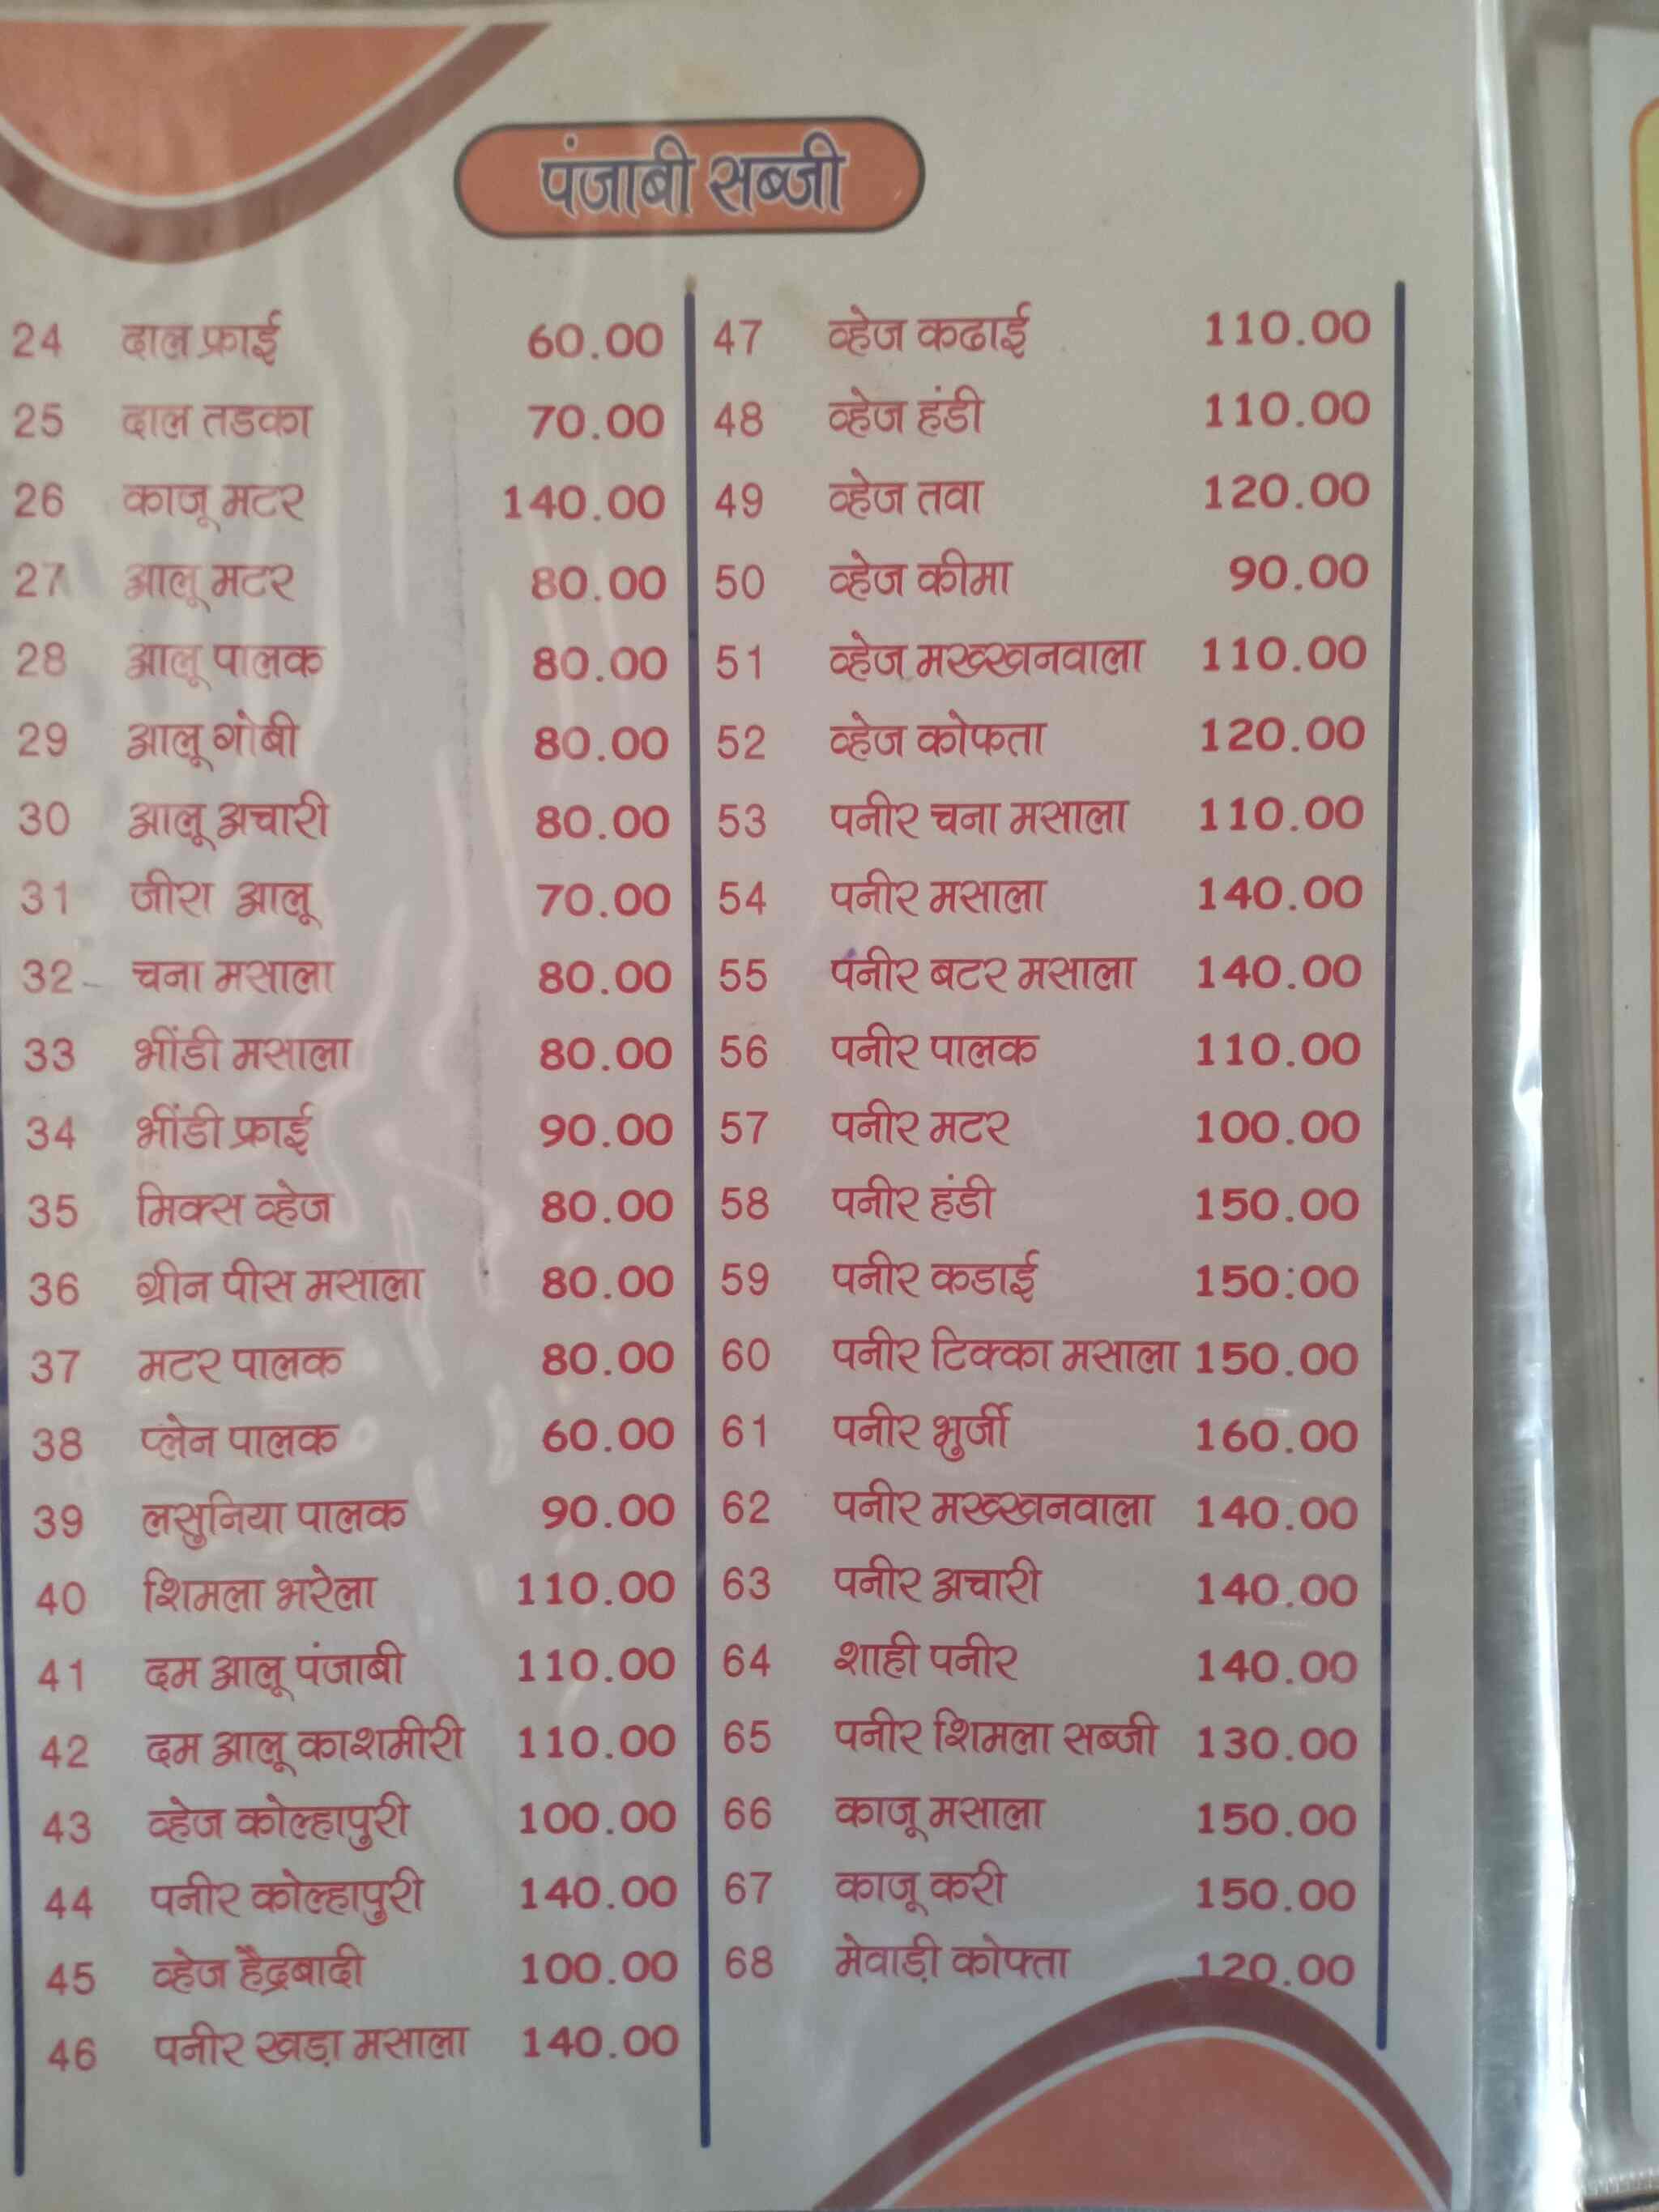 पंजाबी सब्जी
24 दाल फ्राई 60.00
25 दाल तडका 70.00
26 काजू मटर 140.00
27 आलू मटर 80.00
28 आलू पालक 80.00
29 आलू गोबी 80.00
30 आलू अचारी 80.00
31 जीरा आलू 70.00
32 चना मसाला 80.00
33 भींडी मसाला 80.00
34 भींडी फ्राई 90.00
35 मिक्स व्हेज 80.00
36 ग्रीन पीस मसाला 80.00
37 मटर पालक 80.00
38 प्लेन पालक 60.00
39 लसुनिया पालक 90.00
40 शिमला भरेला 110.00
41 दम आलू पंजाबी 110.00
42 दम आलू काशमीरी 110.00
43 व्हेज कोल्हापुरी 100.00
44 पनीर कोल्हापुरी 140.00
45 व्हेज हैद्रबादी 100.00
46 पनीर खड़ा मसाला 140.00
47 व्हेज कढाई 110.00
48 व्हेज हंडी 110.00
49 व्हेज तवा 120.00
50 व्हेज कीमा 90.00
51 व्हेज मख्खनवाला 110.00
52 व्हेज कोफता 120.00
53 पनीर चना मसाला 110.00
54 पनीर मसाला 140.00
55 पनीर बटर मसाला 140.00
56 पनीर पालक 110.00
57 पनीर मटर 100.00
58 पनीर हंडी 150.00
59 पनीर कडाई 150:00
60 पनीर टिक्का मसाला 150.00
61 पनीर भुर्जी 160.00
62 पनीर मख्खनवाला 140.00
63 पनीर अचारी 140.00
64 शाही पनीर 140.00
65 पनीर शिमला सब्जी 130.00
66 काजू मसाला 150.00
67 काजू करी 150.00
68 मेवाड़ी कोफ्ता 120.00